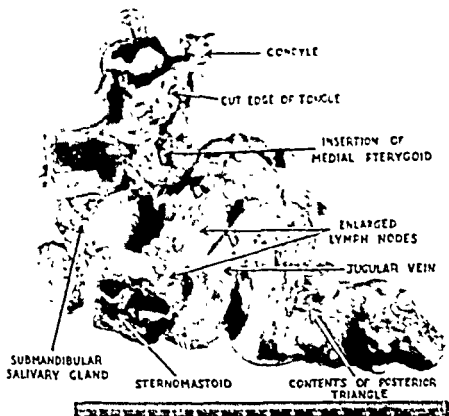 CONDYLE
CUT EDGE OF TONGUE
INSERTION OF
MEDIAL PTERYGOID
ENLARGED
LYMPH NODES
JUGULAR VEIN
SUBMANDIBULAR
SALIVARY GLAND
STERNOMASTOID
CONTENTS OF POSTERIOR
TRIANGLE